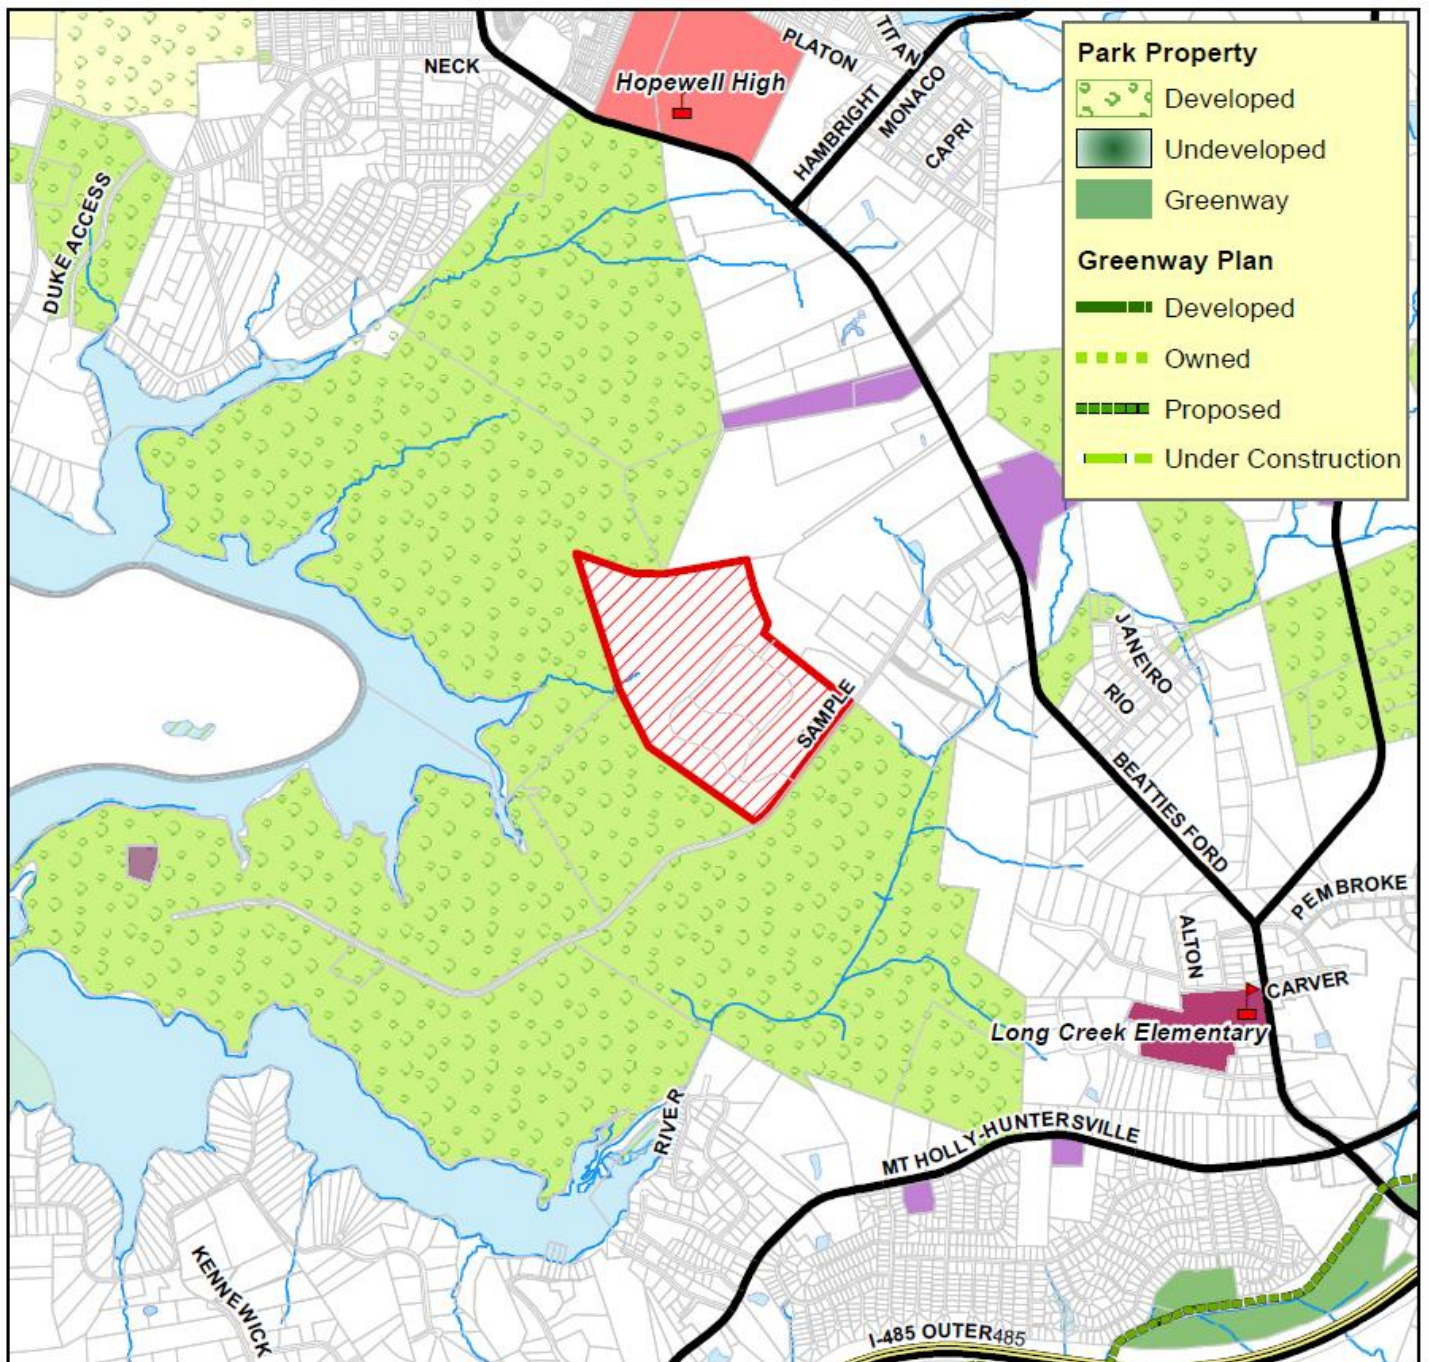 NECK
PLATON
TITAN
Hopewell High
HAMBRIGHT
MONACO
CAPRI
DUKE ACCESS
Park Property
Developed
Undeveloped
Greenway
Greenway Plan
Developed
Owned
Proposed
Under Construction
SAMPLE
JANEIRO
RIO
BEATTIES FORD
PEMBROKE
ALTON
CARVER
Long Creek Elementary
RIVER
MT HOLLY-HUNTERSVILLE
KENNEWICK
I-485 OUTER485